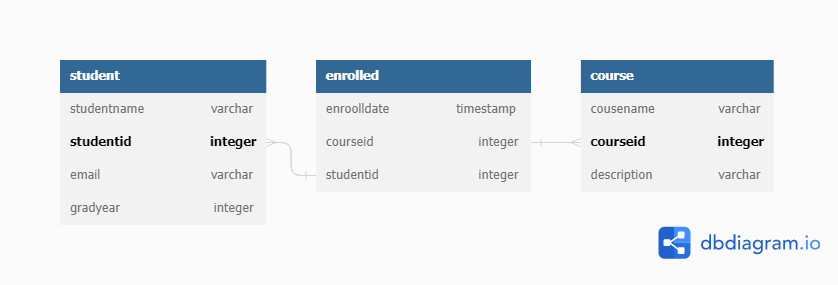 student
studentname varchar
studentid integer
email varchar
gradyear integer
enrolled
enroolldate timestamp
courseid integer
studentid integer
course
cousename varchar
courseid integer
description varchar
dbdiagram.io